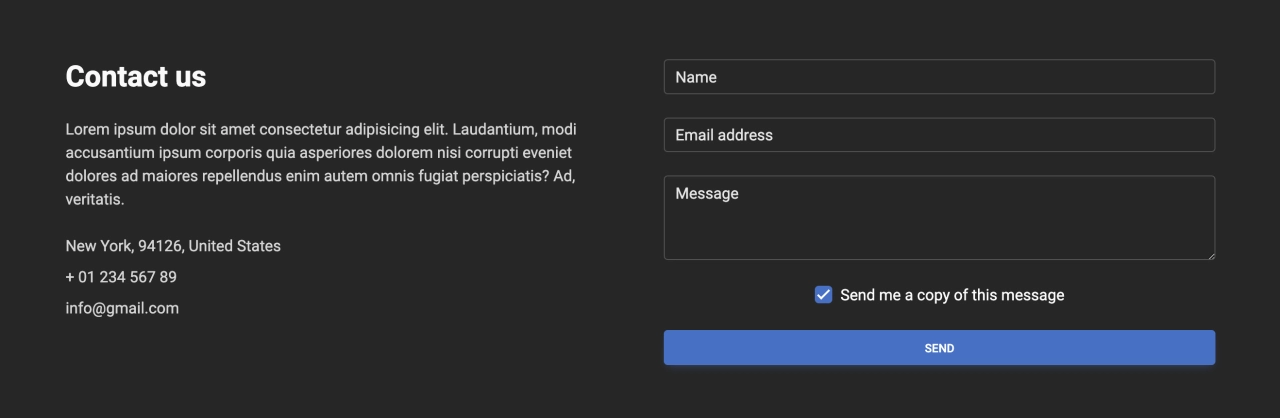 Contact us
Lorem ipsum dolor sit amet consectetur adipisicing elit. Laudantium, modi
accusantium ipsum corporis quia asperiores dolorem nisi corrupti eveniet
dolores ad maiores repellendus enim autem omnis fugiat perspiciatis? Ad,
veritatis.
New York, 94126, United States
+ 01 234 567 89
info@gmail.com
Name
Email address
Message
Send me a copy of this message
SEND